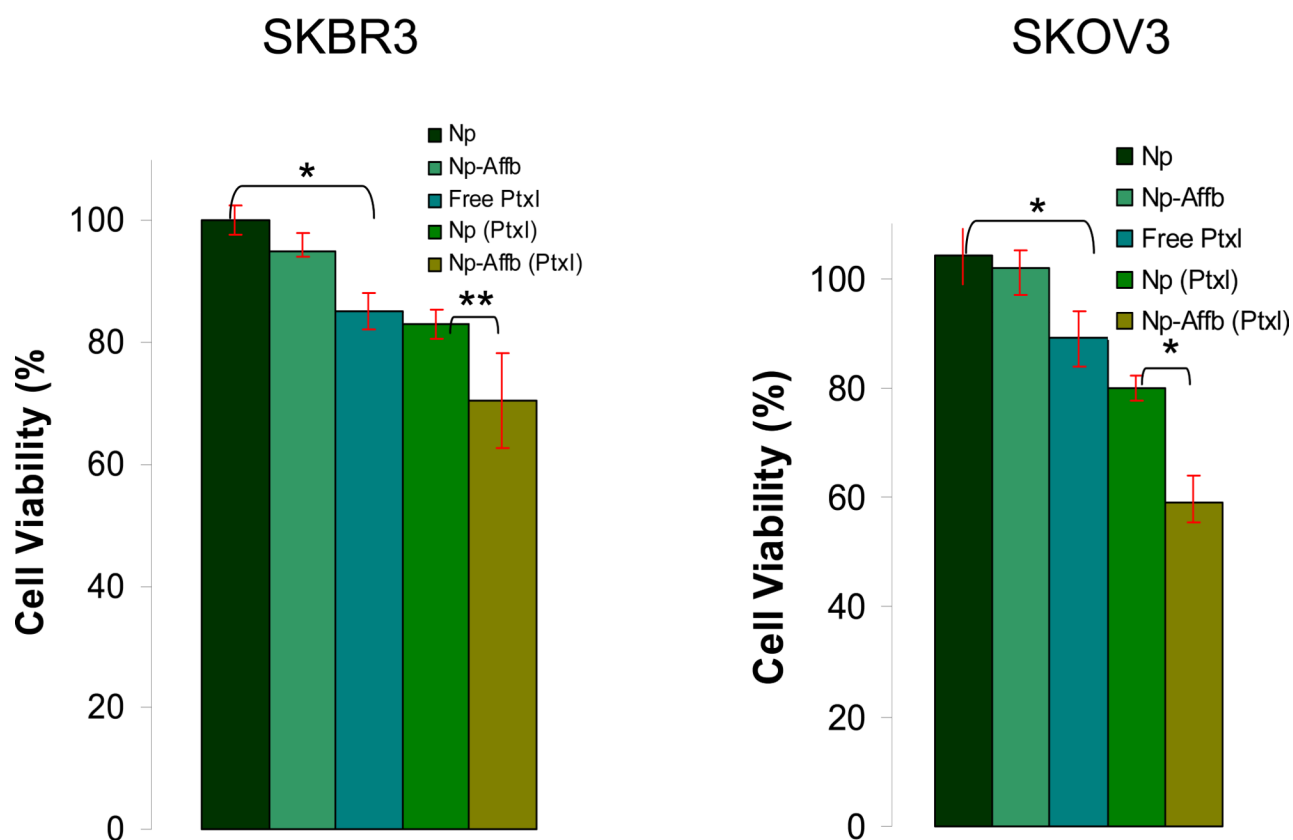 SKBR3
Np
Np-Affb
Free Ptxl
Np (Ptxl)
Np-Affb (Ptxl)
*
**
100
80
60
40
20
0
Cell Viability (%
SKOV3
Np
Np-Affb
Free Ptxl
Np (Ptxl)
Np-Affb (Ptxl)
*
*
100
80
60
40
20
0
Cell Viability (%)